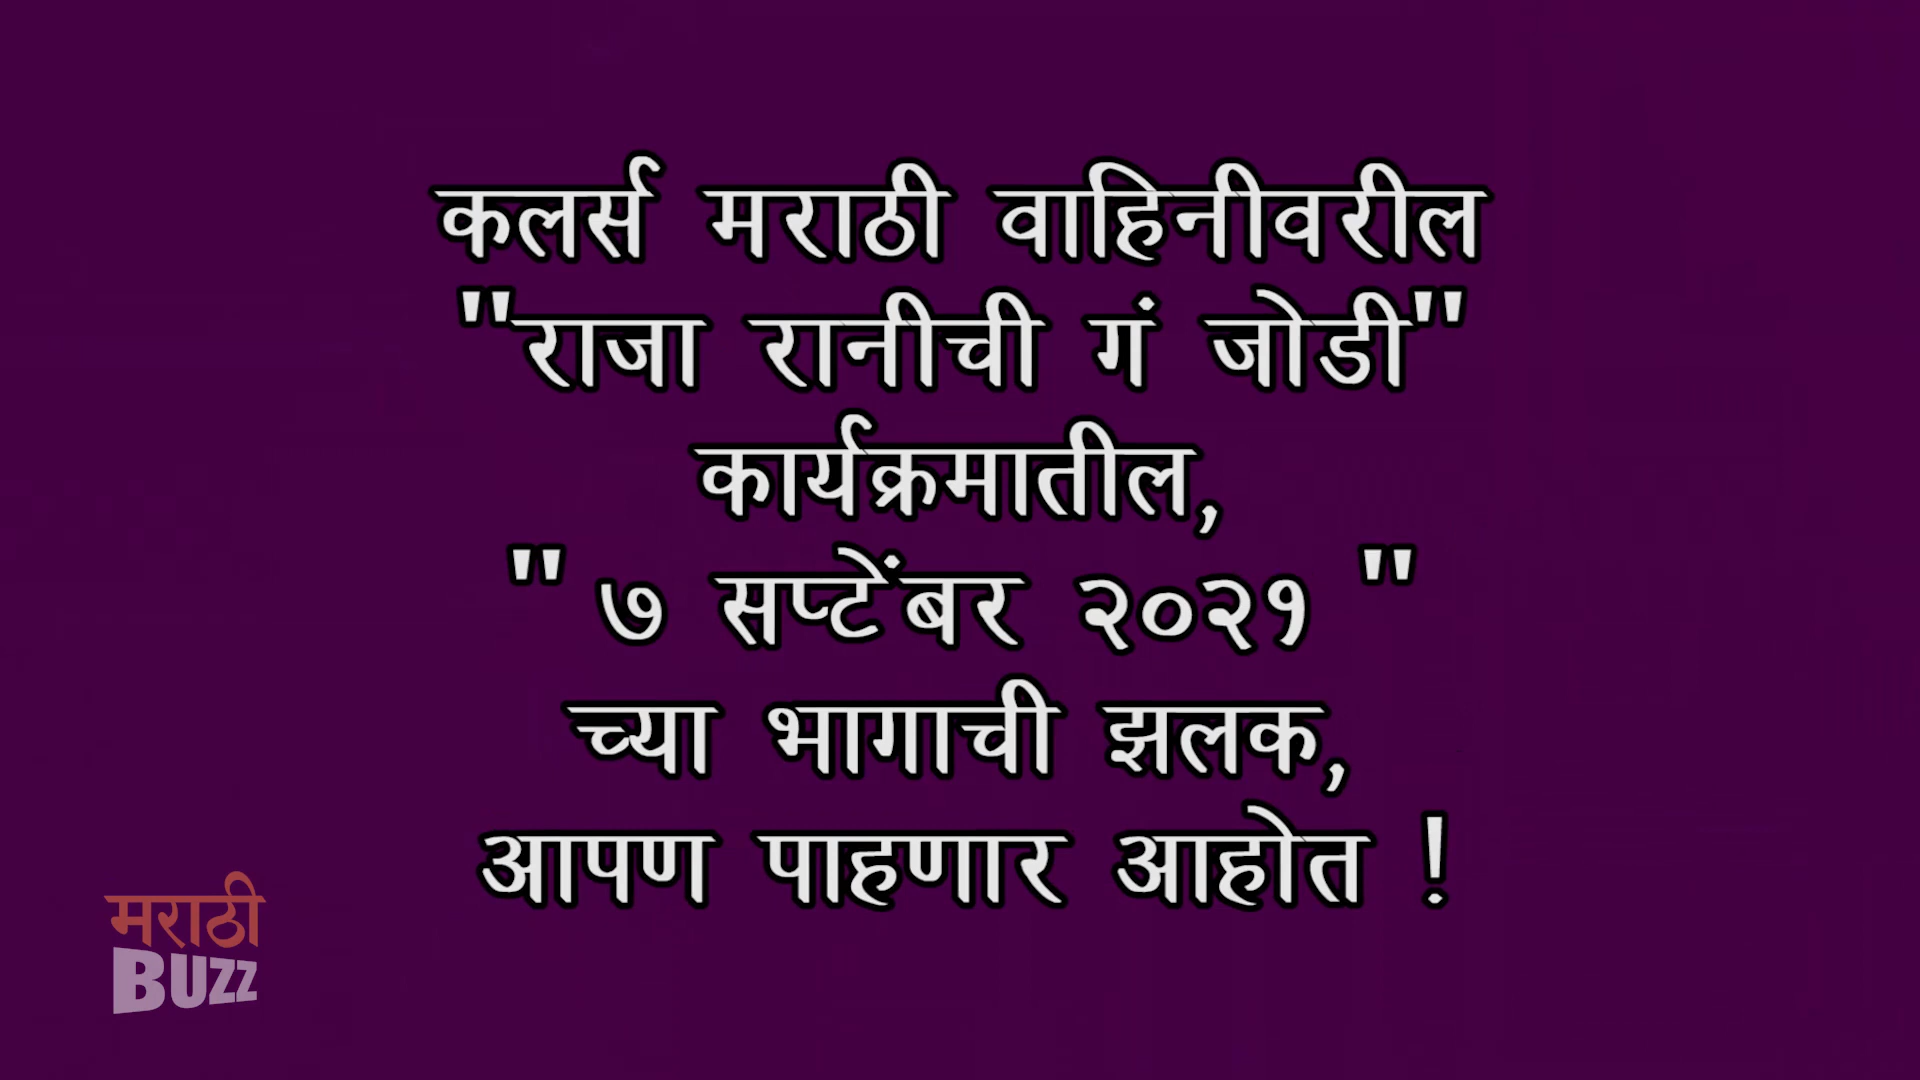 कलर्स मराठी वाहिनीवरील
"राजा रानीची गं जोडी"
कार्यक्रमातील,
" ७ सप्टेंबर २०२१ "
च्या भागाची झलक,
आपण पाहणार आहोत !
मराठी
BUZZ